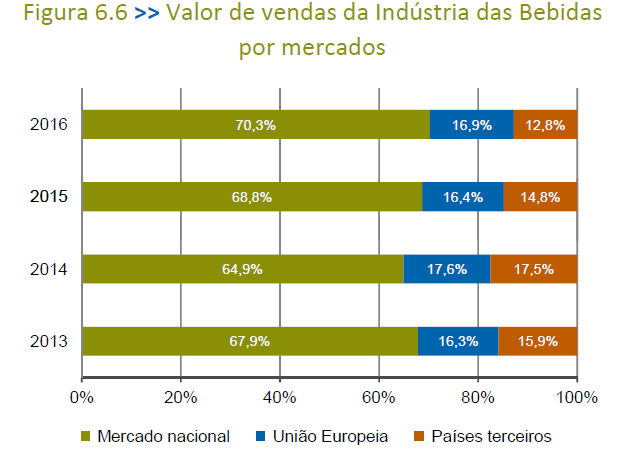 Figura 6.6 >> Valor de vendas da Indústria das Bebidas
por mercados
2016 70,3% 16,9% 12,8%
2015 68,8% 16,4% 14,8%
2014 64,9% 17,6% 17,5%
2013 67,9% 16,3% 15,9%
0% 20% 40% 60% 80% 100%
Mercado nacional União Europeia Países terceiros